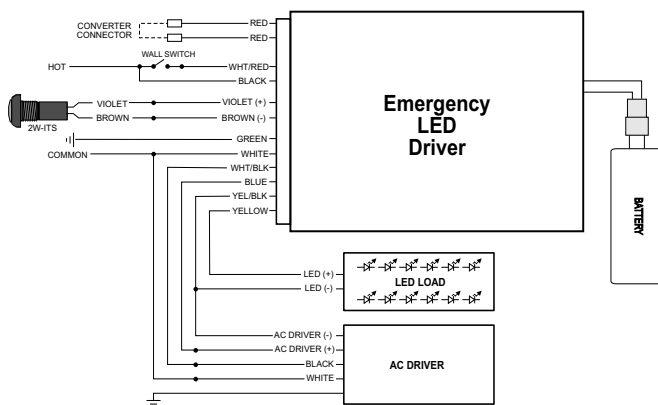 CONVERTER
CONNECTOR
RED
RED
WALL SWITCH
HOT
WHT/RED
BLACK
VIOLET
VIOLET (+)
BROWN
BROWN (-)
2W-ITS
GREEN
COMMON
WHITE
WHT/BLK
BLUE
YEL/BLK
YELLOW
Emergency
LED
Driver
BATTERY
LED (+)
LED (-)
LED LOAD
AC DRIVER (-)
AC DRIVER (+)
BLACK
WHITE
AC DRIVER